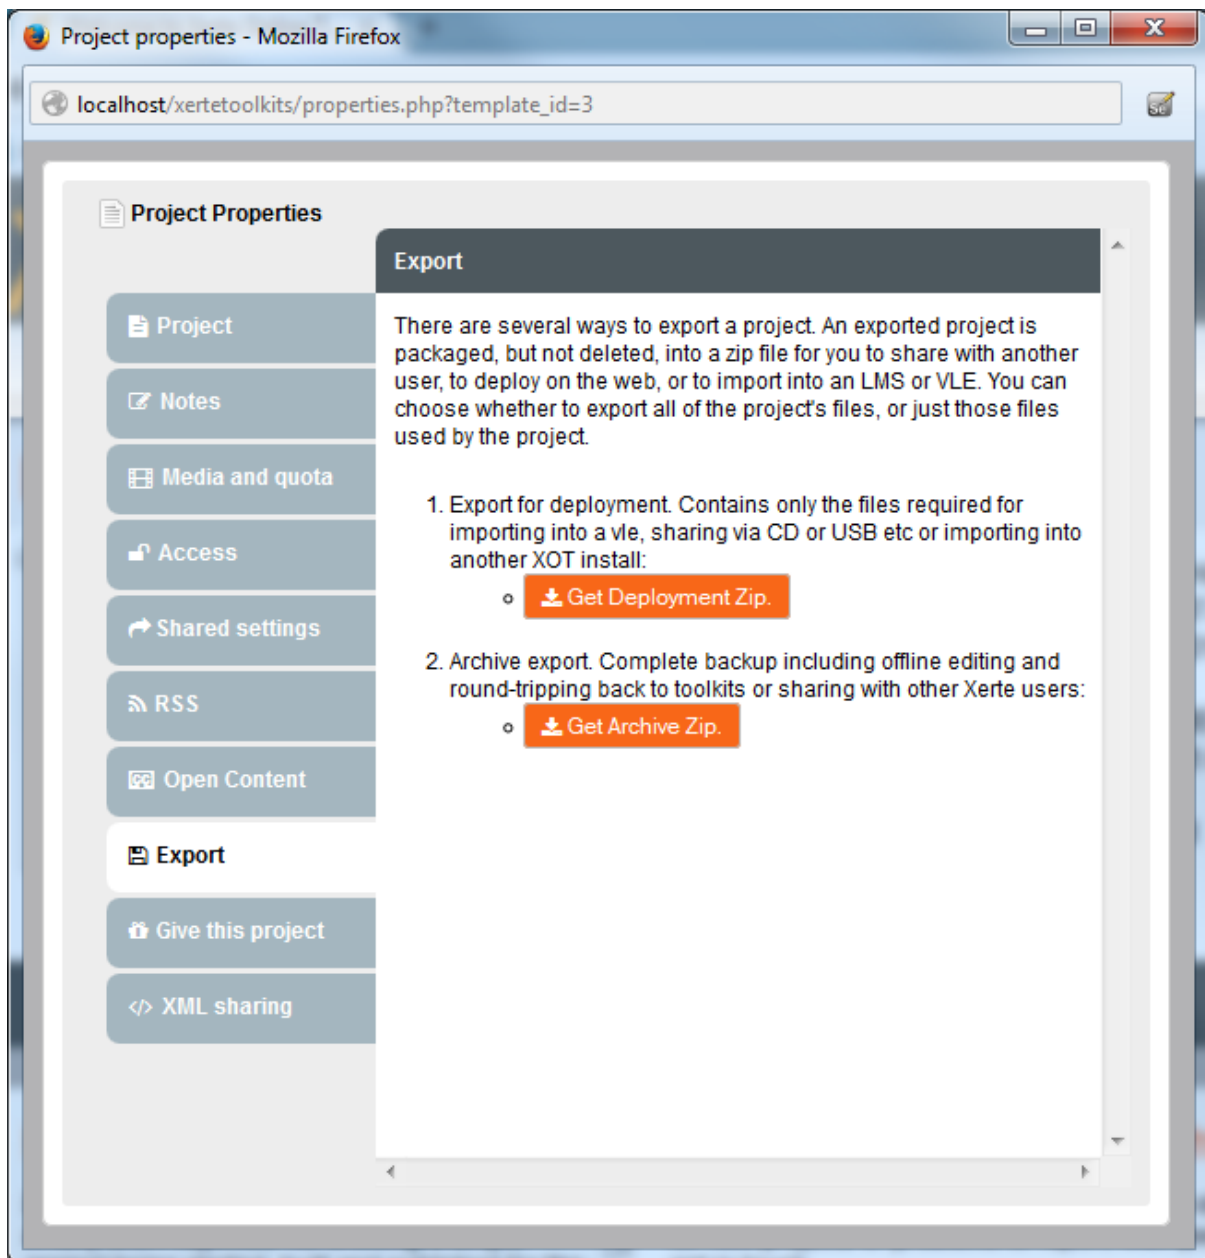 Project properties - Mozilla Firefox
localhost/xertetoolkits/properties.php?template_id=3
Project Properties
Export
Project
Notes
Media and quota
Access
Shared settings
RSS
Open Content
Export
Give this project
XML sharing
There are several ways to export a project. An exported project is
packaged, but not deleted, into a zip file for you to share with another
user, to deploy on the web, or to import into an LMS or VLE. You can
choose whether to export all of the project's files, or just those files
used by the project.
1. Export for deployment. Contains only the files required for
importing into a vle, sharing via CD or USB etc or importing into
another XOT install:
Get Deployment Zip.
2. Archive export. Complete backup including offline editing and
round-tripping back to toolkits or sharing with other Xerte users:
Get Archive Zip.